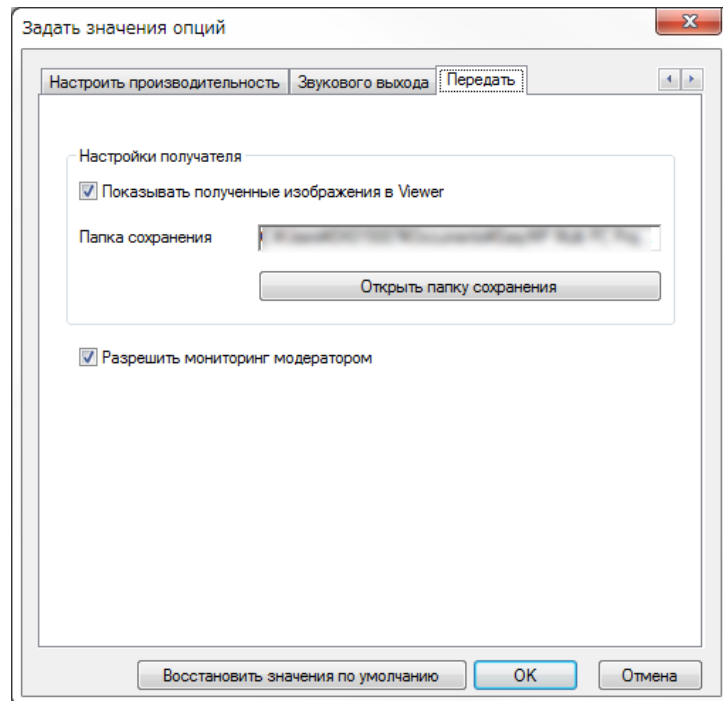 Задать значения опций
Настроить производительность Звукового выхода Передать
Настройки получателя
Показывать полученные изображения в Viewer
Папка сохранения
Открыть папку сохранения
Разрешить мониторинг модератором
Восстановить значения по умолчанию OK Отмена